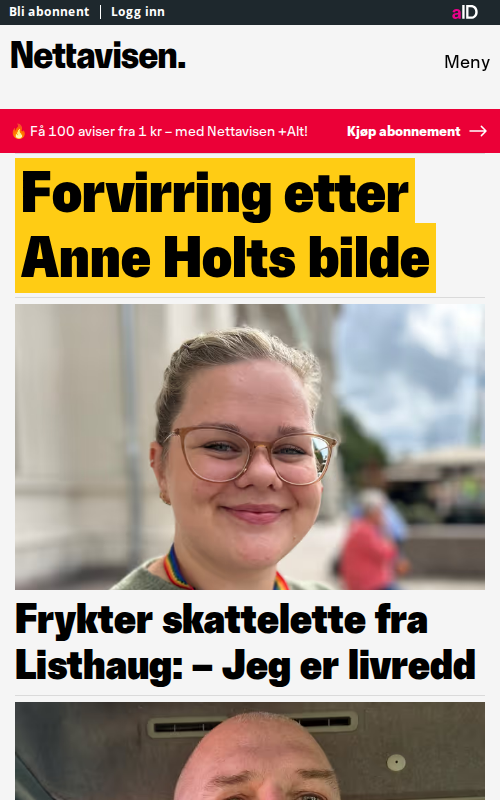 Bli abonnent | Logg inn
aID
Nettavisen.
Meny
🔥 Få 100 aviser fra 1 kr – med Nettavisen +Alt!
Kjøp abonnement →
Forvirring etter
Anne Holts bilde
Frykter skattelette fra
Listhaug: – Jeg er livredd